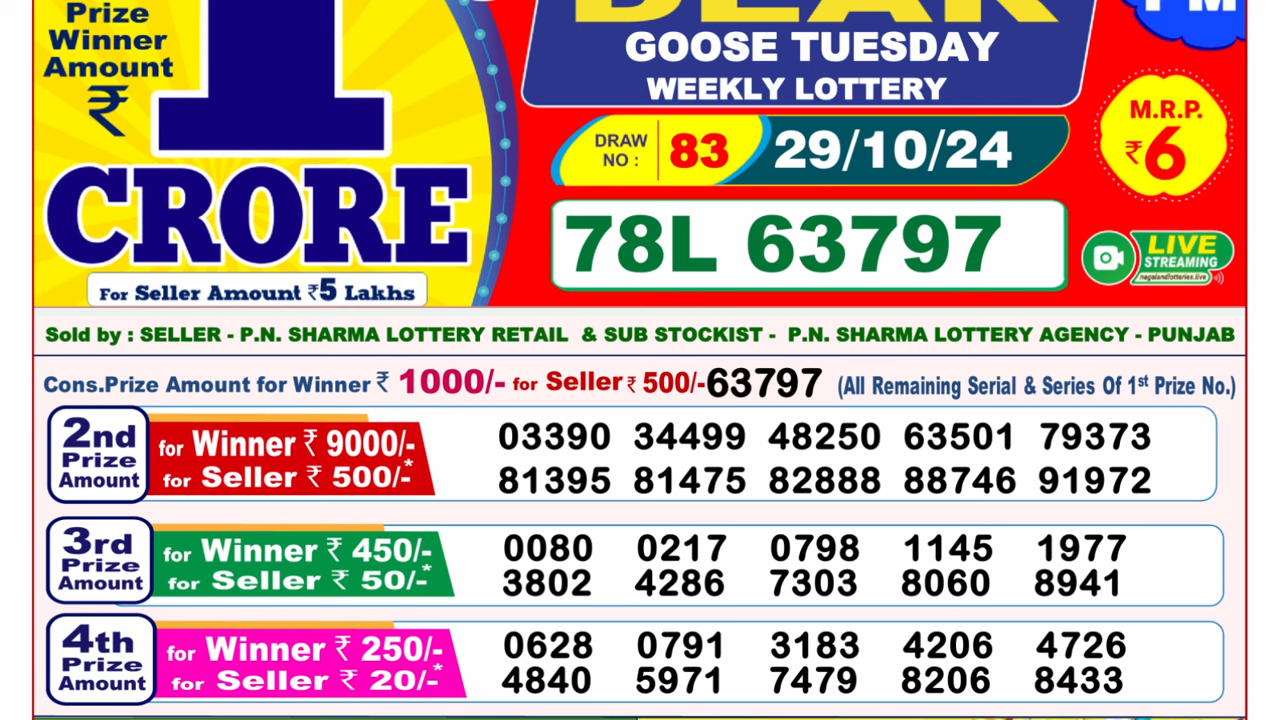 Prize
Winner
Amount
₹
1
CRORE
For Seller Amount ₹5 Lakhs
DEAR
GOOSE TUESDAY
WEEKLY LOTTERY
PM
DRAW
NO :
83
29/10/24
M.R.P.
₹6
78L 63797
LIVE
STREAMING
nagalandlotteries.live
Sold by : SELLER - P.N. SHARMA LOTTERY RETAIL & SUB STOCKIST - P.N. SHARMA LOTTERY AGENCY - PUNJAB
Cons.Prize Amount for Winner ₹ 1000/- for Seller ₹ 500/- 63797 (All Remaining Serial & Series Of 1st Prize No.)
2nd
Prize
Amount
for Winner ₹ 9000/-
for Seller ₹ 500/-*
03390 34499 48250 63501 79373
81395 81475 82888 88746 91972
3rd
Prize
Amount
for Winner ₹ 450/-
for Seller ₹ 50/-*
0080 0217 0798 1145 1977
3802 4286 7303 8060 8941
4th
Prize
Amount
for Winner ₹ 250/-
for Seller ₹ 20/-*
0628 0791 3183 4206 4726
4840 5971 7479 8206 8433